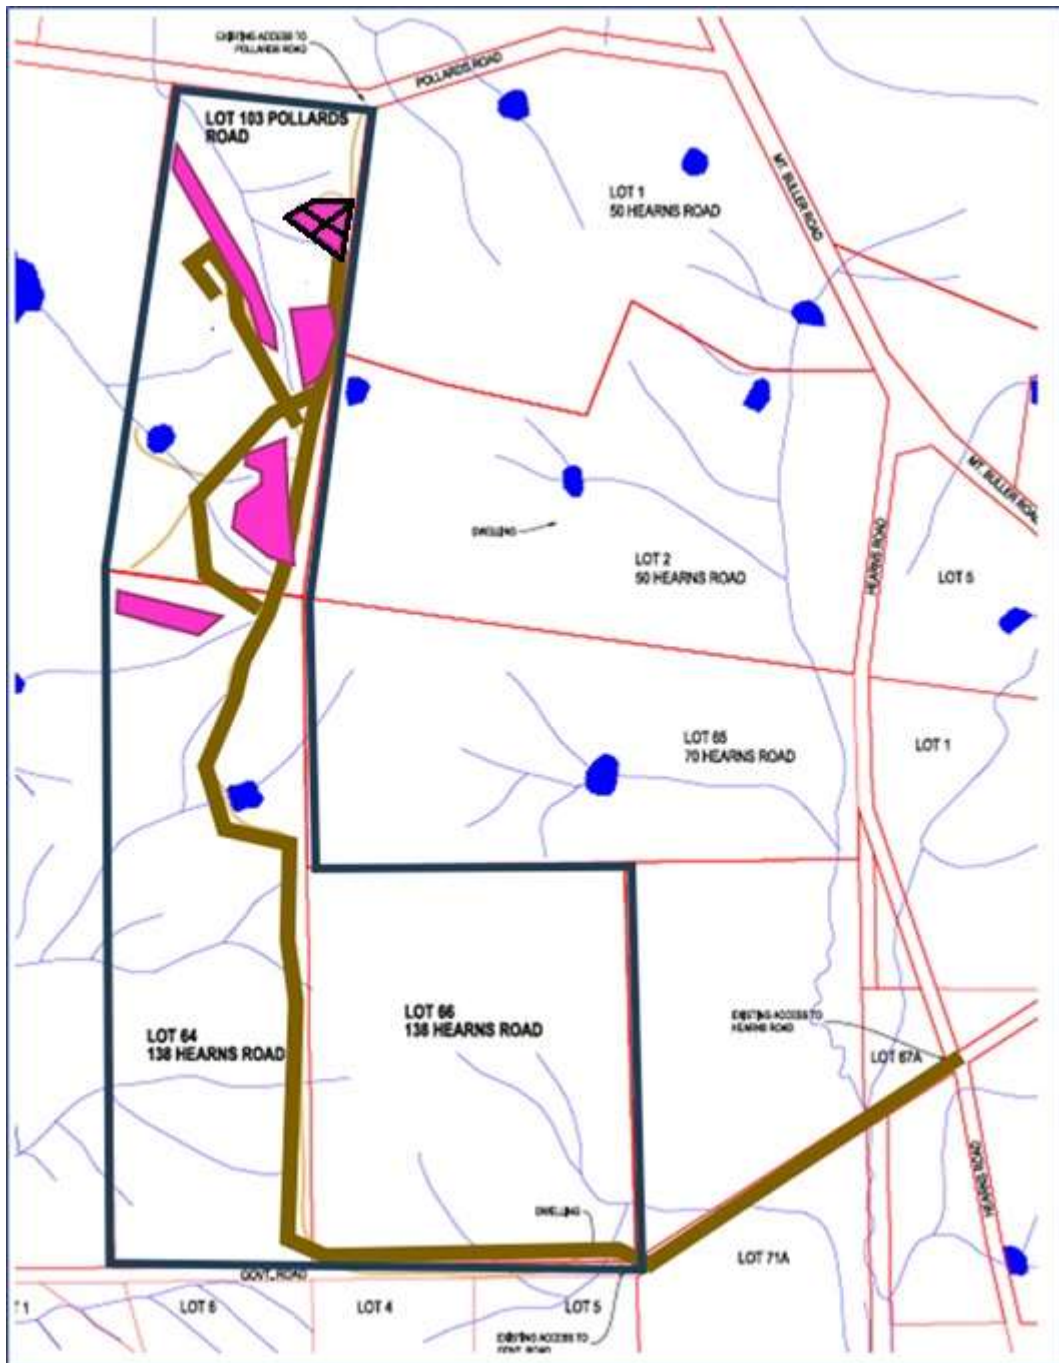 EXISTING ACCESS TO
POLLARDS ROAD
POLLARDS ROAD
LOT 103 POLLARDS
ROAD
MT. BULLER ROAD
LOT 1
50 HEARNS ROAD
MT. BULLER ROAD
HEARNS ROAD
DWELLING
LOT 2
50 HEARNS ROAD
LOT 5
LOT 65
70 HEARNS ROAD
LOT 1
LOT 66
138 HEARNS ROAD
EXISTING ACCESS TO
HEARNS ROAD
LOT 64
138 HEARNS ROAD
LOT 67A
HEARNS ROAD
DWELLING
LOT 71A
GOVT. ROAD
T 1
LOT 6
LOT 4
LOT 5
EXISTING ACCESS TO
GOVT. ROAD